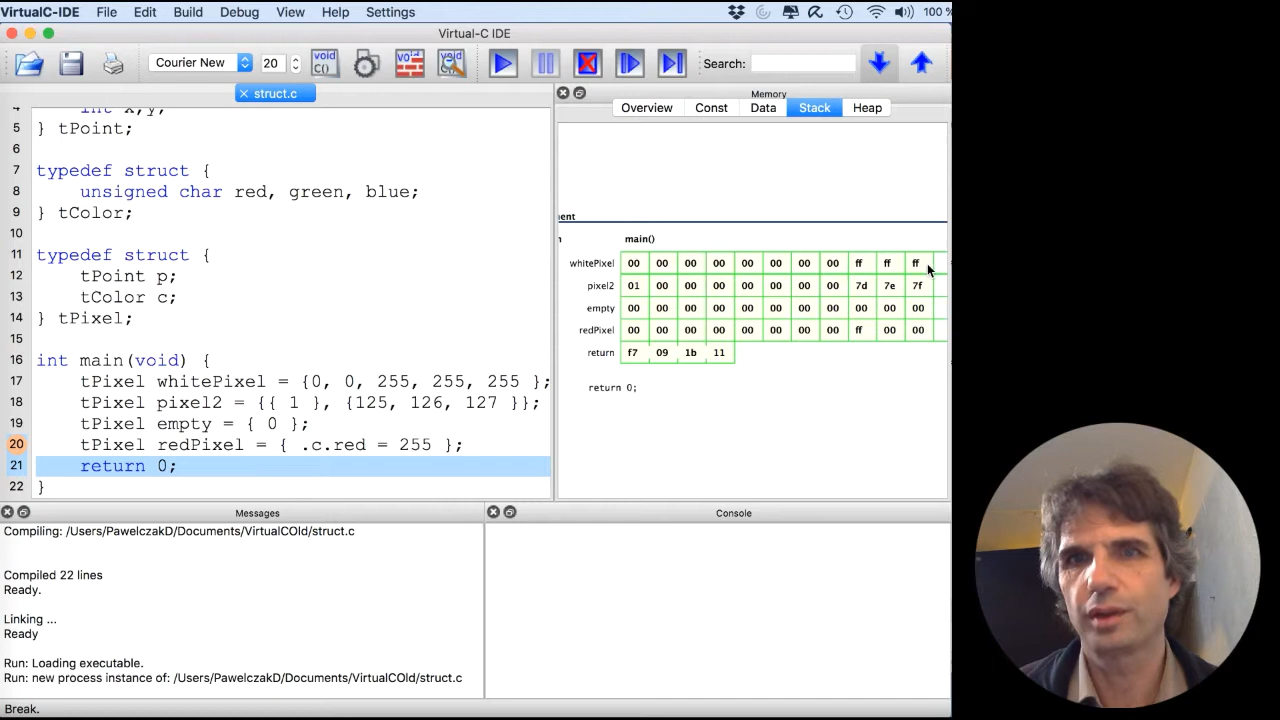 VirtualC-IDE File Edit Build Debug View Help Settings 100 %
Virtual-C IDE
Courier New 20 void C() void void C() Search:
struct.c
4 int x,y;
5 } tPoint;
6
7 typedef struct {
8 unsigned char red, green, blue;
9 } tColor;
10
11 typedef struct {
12 tPoint p;
13 tColor c;
14 } tPixel;
15
16 int main(void) {
17 tPixel whitePixel = {0, 0, 255, 255, 255 };
18 tPixel pixel2 = {{ 1 }, {125, 126, 127 }};
19 tPixel empty = { 0 };
20 tPixel redPixel = { .c.red = 255 };
21 return 0;
22 }
Memory
Overview Const Data Stack Heap
ent
main()
whitePixel 00 00 00 00 00 00 00 00 ff ff ff
pixel2 01 00 00 00 00 00 00 00 7d 7e 7f
empty 00 00 00 00 00 00 00 00 00 00 00
redPixel 00 00 00 00 00 00 00 00 ff 00 00
return f7 09 1b 11
return 0;
Messages
Compiling: /Users/PawelczakD/Documents/VirtualCOld/struct.c
Compiled 22 lines
Ready.
Linking ...
Ready
Run: Loading executable.
Run: new process instance of: /Users/PawelczakD/Documents/VirtualCOld/struct.c
Console
Break.